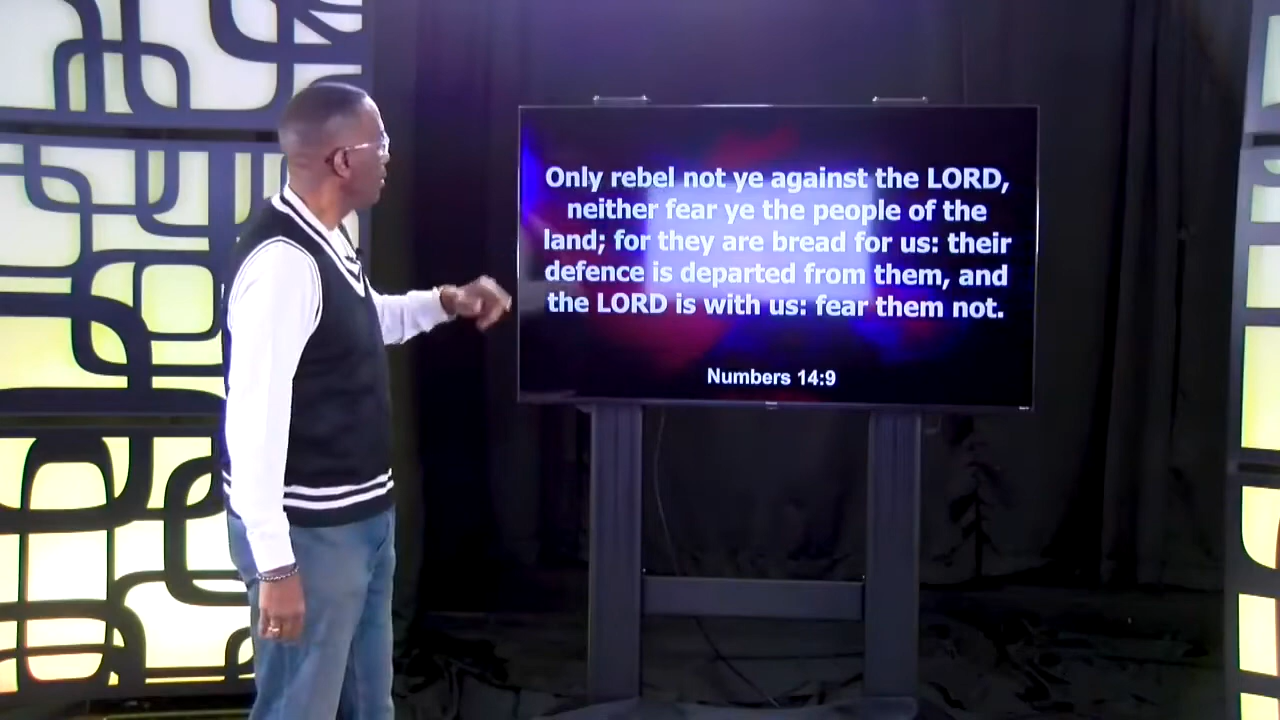 Only rebel not ye against the LORD,
neither fear ye the people of the
land; for they are bread for us: their
defence is departed from them, and
the LORD is with us: fear them not.
Numbers 14:9